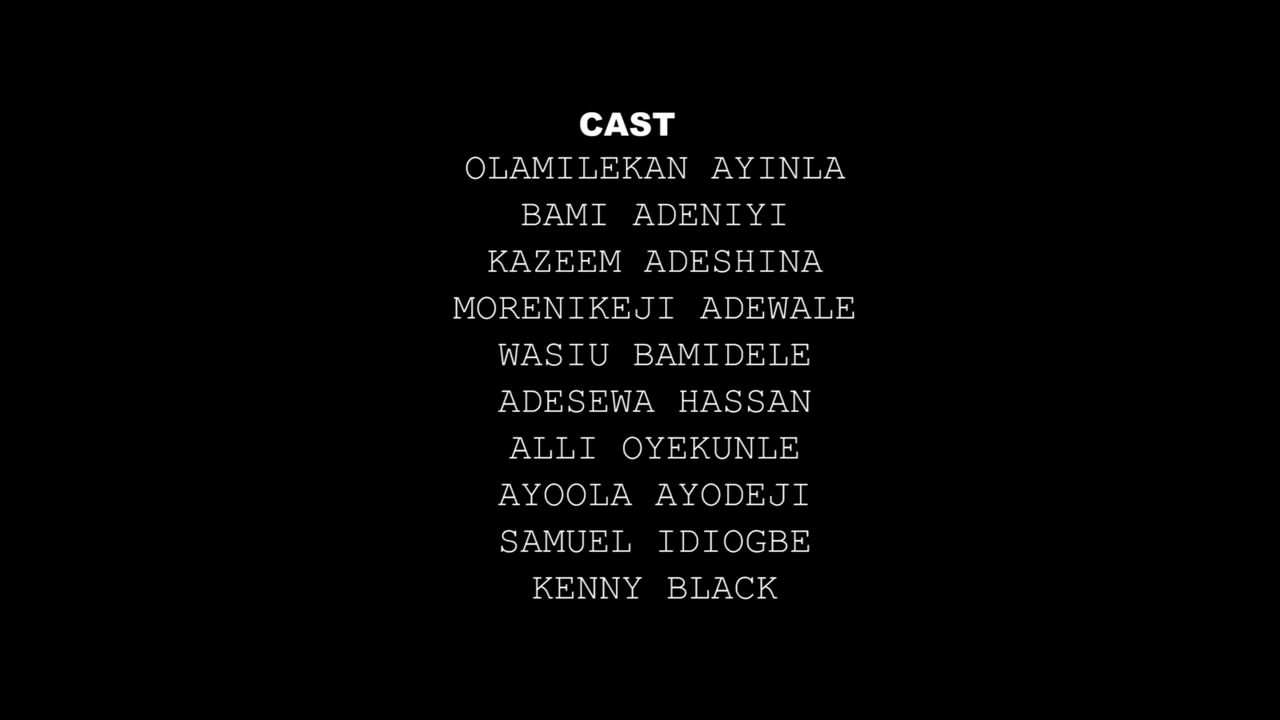 CAST
OLAMILEKAN AYINLA
BAMI ADENIYI
KAZEEM ADESHINA
MORENIKEJI ADEWALE
WASIU BAMIDELE
ADESEWA HASSAN
ALLI OYEKUNLE
AYOOLA AYODEJI
SAMUEL IDIOGBE
KENNY BLACK